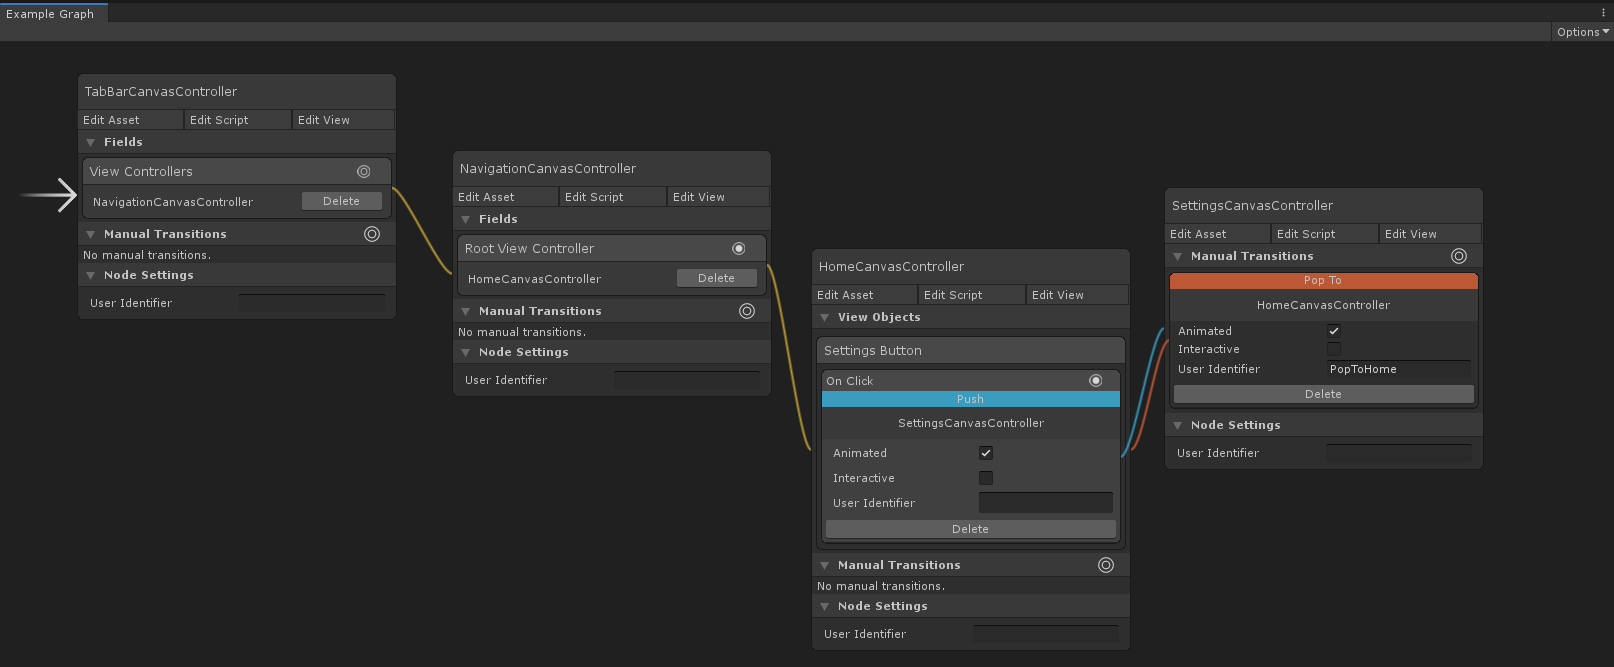 Example Graph
Options
TabBarCanvasController
Edit Asset Edit Script Edit View
Fields
View Controllers
NavigationCanvasController Delete
Manual Transitions
No manual transitions.
Node Settings
User Identifier
NavigationCanvasController
Edit Asset Edit Script Edit View
Fields
Root View Controller
HomeCanvasController Delete
Manual Transitions
No manual transitions.
Node Settings
User Identifier
HomeCanvasController
Edit Asset Edit Script Edit View
View Objects
Settings Button
On Click
Push
SettingsCanvasController
Animated
Interactive
User Identifier
Delete
Manual Transitions
No manual transitions.
Node Settings
User Identifier
SettingsCanvasController
Edit Asset Edit Script Edit View
Manual Transitions
Pop To
HomeCanvasController
Animated
Interactive
User Identifier PopToHome
Delete
Node Settings
User Identifier